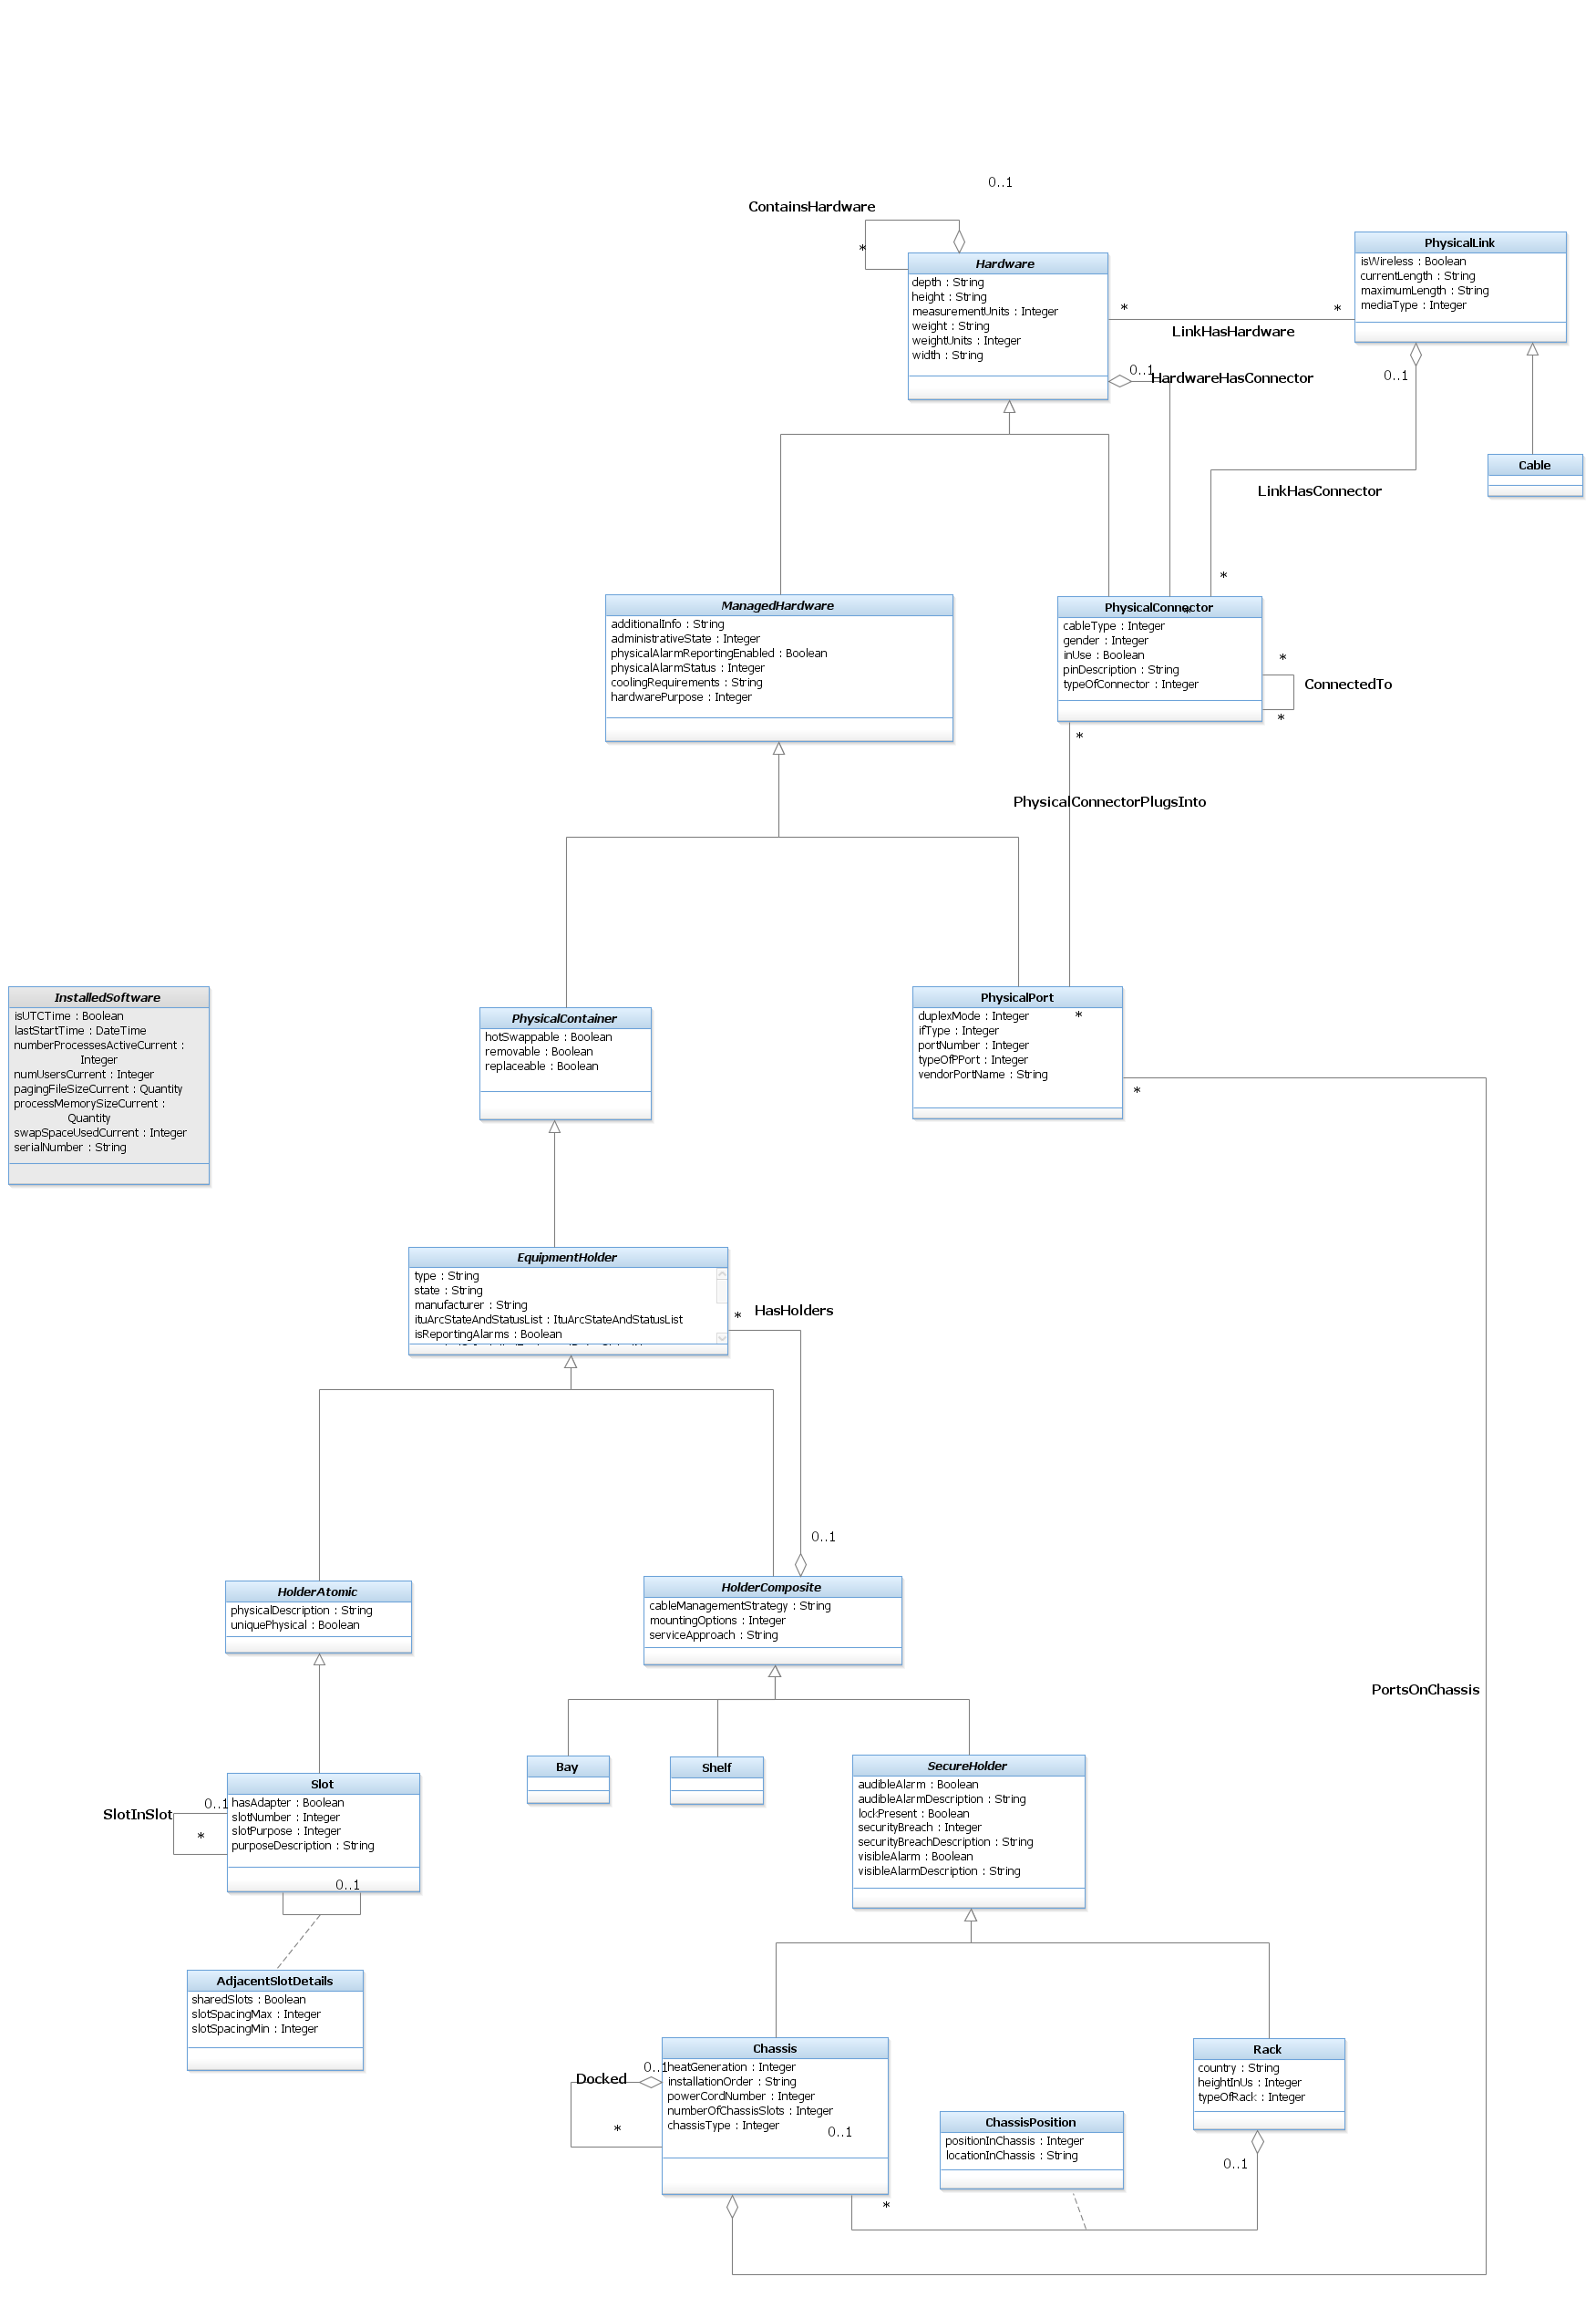 0..1
ContainsHardware
*
Hardware
depth : String
height : String
measurementUnits : Integer
weight : String
weightUnits : Integer
width : String
PhysicalLink
isWireless : Boolean
currentLength : String
maximumLength : String
mediaType : Integer
*
*
LinkHasHardware
0..1
HardwareHasConnector
0..1
Cable
LinkHasConnector
*
ManagedHardware
additionalInfo : String
administrativeState : Integer
physicalAlarmReportingEnabled : Boolean
physicalAlarmStatus : Integer
coolingRequirements : String
hardwarePurpose : Integer
PhysicalConnector
*
cableType : Integer
gender : Integer
inUse : Boolean
pinDescription : String
typeOfConnector : Integer
*
ConnectedTo
*
*
PhysicalConnectorPlugsInto
InstalledSoftware
isUTCTime : Boolean
lastStartTime : DateTime
numberProcessesActiveCurrent :
Integer
numUsersCurrent : Integer
pagingFileSizeCurrent : Quantity
processMemorySizeCurrent :
Quantity
swapSpaceUsedCurrent : Integer
serialNumber : String
PhysicalContainer
hotSwappable : Boolean
removable : Boolean
replaceable : Boolean
PhysicalPort
duplexMode : Integer
*
ifType : Integer
portNumber : Integer
typeOfPPort : Integer
vendorPortName : String
*
EquipmentHolder
type : String
state : String
manufacturer : String
ituArcStateAndStatusList : ItuArcStateAndStatusList
isReportingAlarms : Boolean
*
HasHolders
0..1
HolderAtomic
physicalDescription : String
uniquePhysical : Boolean
HolderComposite
cableManagementStrategy : String
mountingOptions : Integer
serviceApproach : String
PortsOnChassis
Bay
Shelf
SecureHolder
audibleAlarm : Boolean
audibleAlarmDescription : String
lockPresent : Boolean
securityBreach : Integer
securityBreachDescription : String
visibleAlarm : Boolean
visibleAlarmDescription : String
Slot
hasAdapter : Boolean
slotNumber : Integer
slotPurpose : Integer
purposeDescription : String
0..1
SlotInSlot
*
0..1
AdjacentSlotDetails
sharedSlots : Boolean
slotSpacingMax : Integer
slotSpacingMin : Integer
Chassis
heatGeneration : Integer
installationOrder : String
powerCordNumber : Integer
numberOfChassisSlots : Integer
chassisType : Integer
0..1
0..1
Docked
*
ChassisPosition
positionInChassis : Integer
locationInChassis : String
Rack
country : String
heightInUs : Integer
typeOfRack : Integer
0..1
*